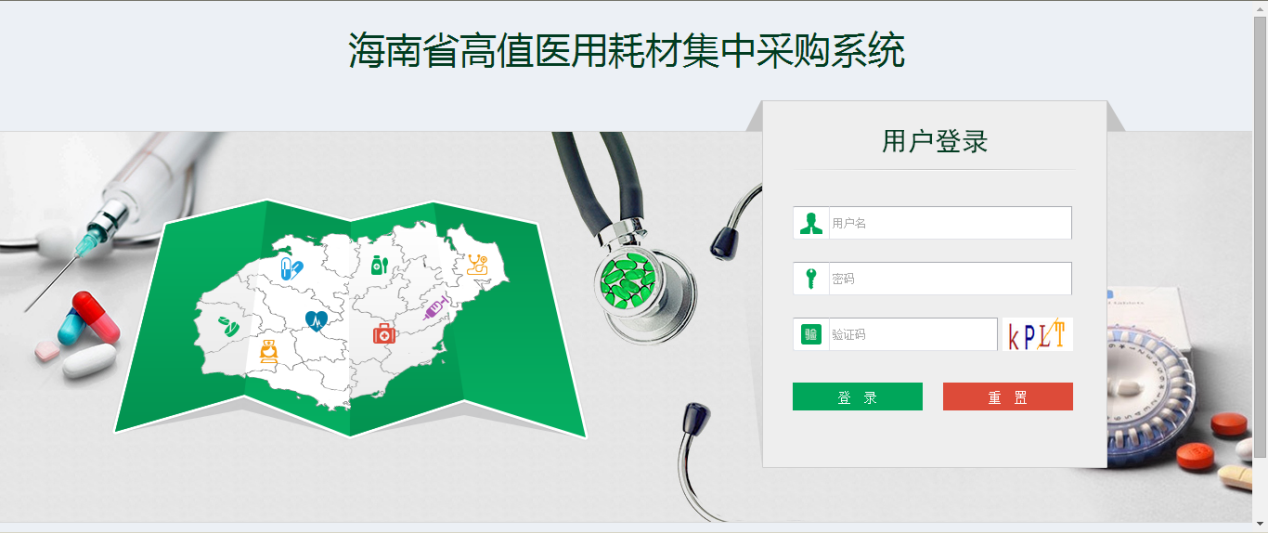 海南省高值医用耗材集中采购系统
用户登录
用户名
密码
验证码
kPLT
登 录
重 置